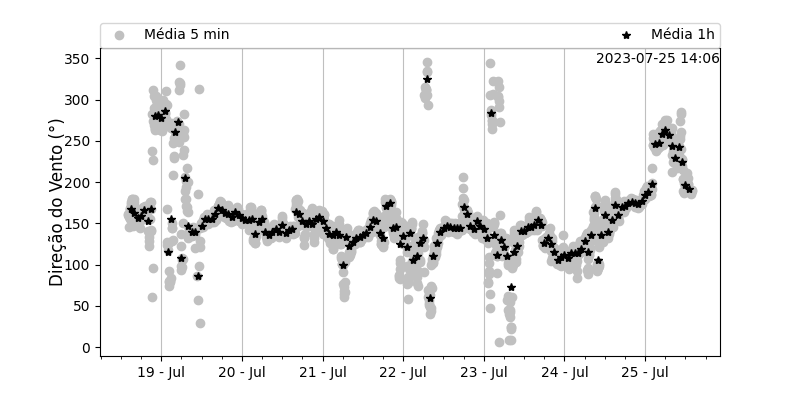 Média 5 min
Média 1h
2023-07-25 14:06
Direção do Vento (°)
350
300
250
200
150
100
50
0
19 - Jul
20 - Jul
21 - Jul
22 - Jul
23 - Jul
24 - Jul
25 - Jul